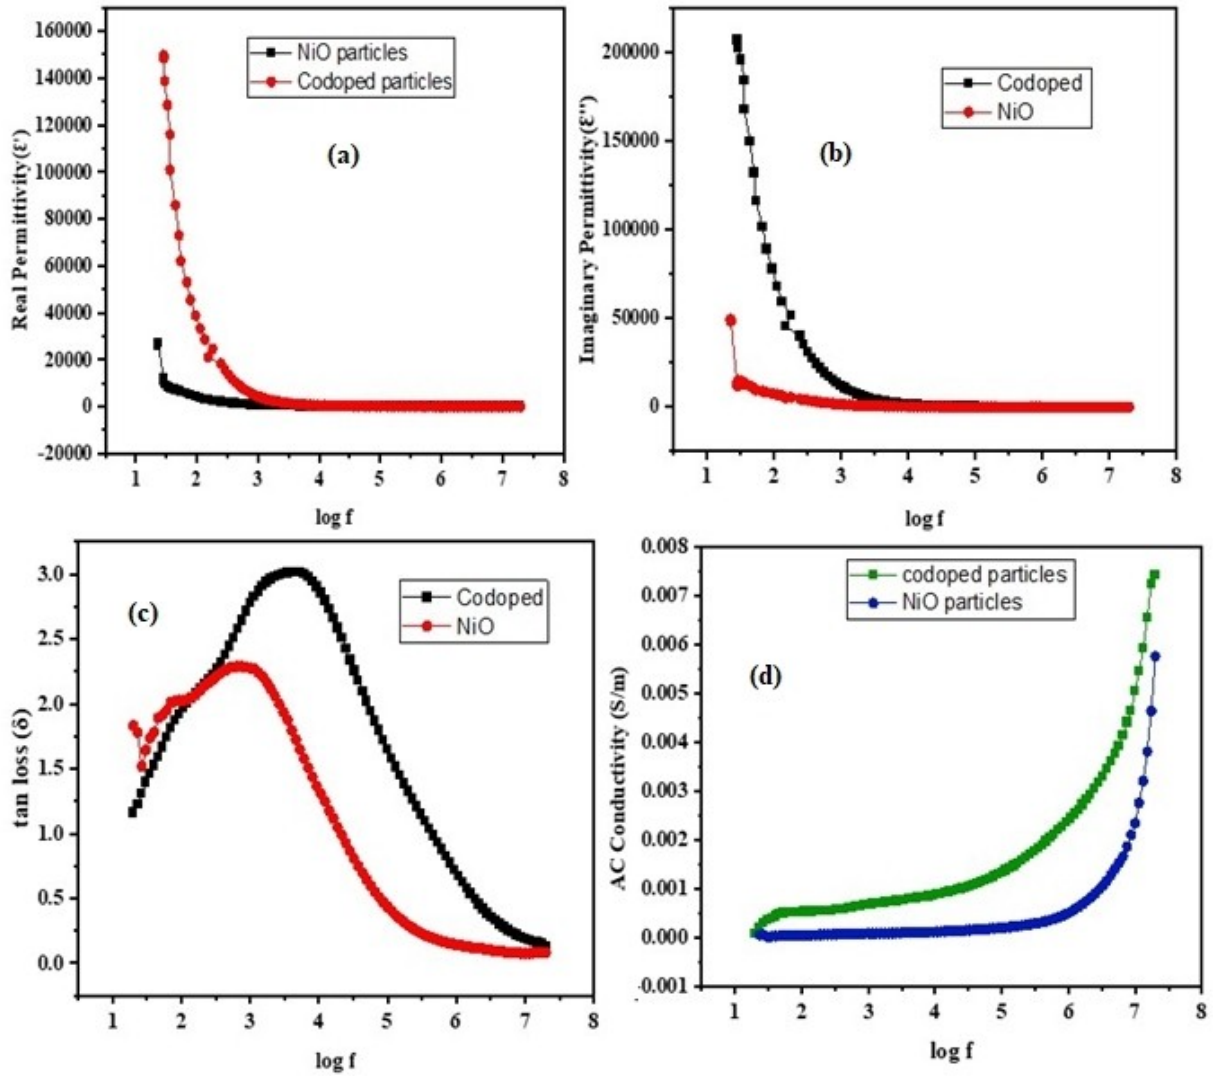 160000
140000
120000
100000
80000
60000
40000
20000
0
-20000
Real Permittivity(ε')
NiO particles
Codoped particles
(a)
1 2 3 4 5 6 7 8
log f
200000
150000
100000
50000
0
Imaginary Permittivity(ε'')
Codoped
NiO
(b)
1 2 3 4 5 6 7 8
log f
3.0
2.5
2.0
1.5
1.0
0.5
0.0
tan loss (δ)
Codoped
NiO
(c)
1 2 3 4 5 6 7 8
log f
0.008
0.007
0.006
0.005
0.004
0.003
0.002
0.001
0.000
-0.001
AC Conductivity (S/m)
codoped particles
NiO particles
(d)
1 2 3 4 5 6 7 8
log f